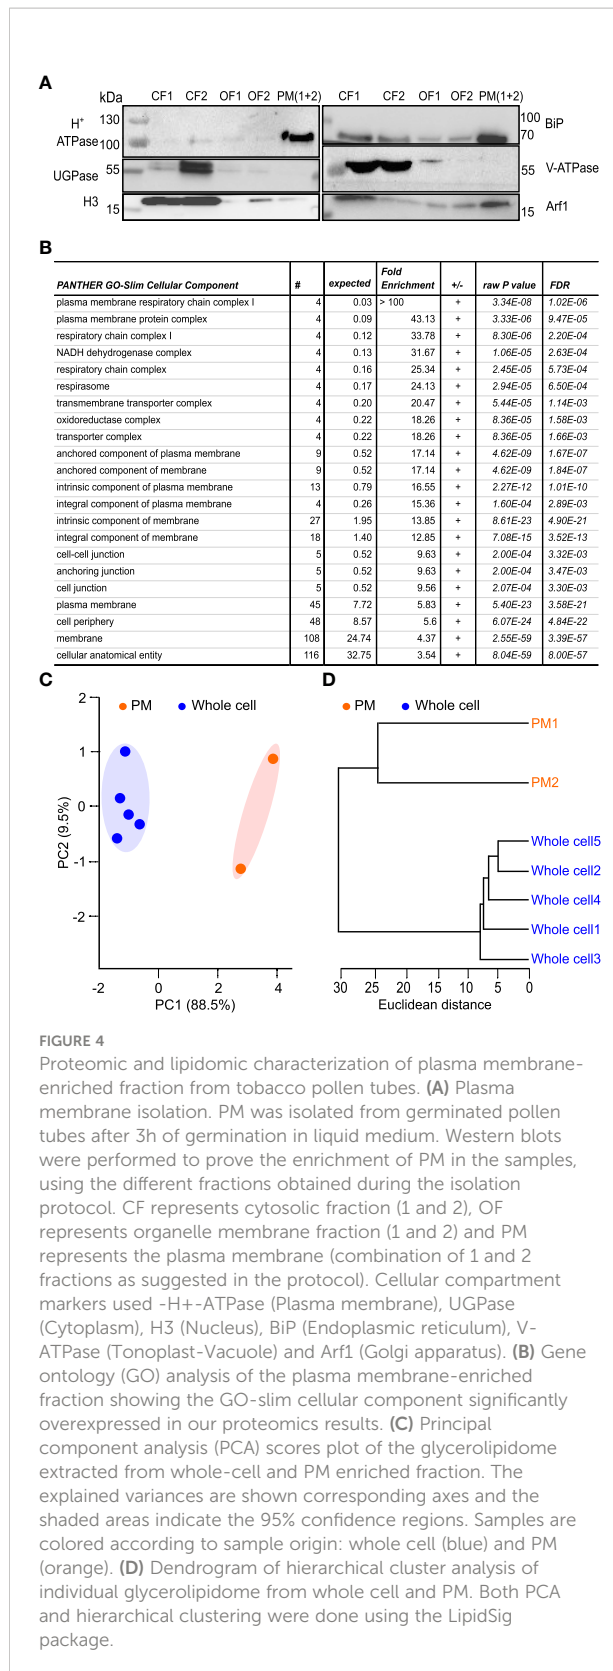 A
kDa CF1 CF2 OF1 OF2 PM(1+2) CF1 CF2 OF1 OF2 PM(1+2)
H+ ATPase 130 100 100 70 BiP
UGPase 55 55 V-ATPase
H3 15 15 Arf1
B
PANTHER GO-Slim Cellular Component # expected Fold Enrichment +/- raw P value FDR
plasma membrane respiratory chain complex I 4 0.03 > 100 + 3.34E-08 1.02E-06
plasma membrane protein complex 4 0.09 43.13 + 3.33E-06 9.47E-05
respiratory chain complex I 4 0.12 33.78 + 8.30E-06 2.20E-04
NADH dehydrogenase complex 4 0.13 31.67 + 1.06E-05 2.63E-04
respiratory chain complex 4 0.16 25.34 + 2.45E-05 5.73E-04
respirasome 4 0.17 24.13 + 2.94E-05 6.50E-04
transmembrane transporter complex 4 0.20 20.47 + 5.44E-05 1.14E-03
oxidoreductase complex 4 0.22 18.26 + 8.36E-05 1.58E-03
transporter complex 4 0.22 18.26 + 8.36E-05 1.66E-03
anchored component of plasma membrane 9 0.52 17.14 + 4.62E-09 1.67E-07
anchored component of membrane 9 0.52 17.14 + 4.62E-09 1.84E-07
intrinsic component of plasma membrane 13 0.79 16.55 + 2.27E-12 1.01E-10
integral component of plasma membrane 4 0.26 15.36 + 1.60E-04 2.89E-03
intrinsic component of membrane 27 1.95 13.85 + 8.61E-23 4.90E-21
integral component of membrane 18 1.40 12.85 + 7.08E-15 3.52E-13
cell-cell junction 5 0.52 9.63 + 2.00E-04 3.32E-03
anchoring junction 5 0.52 9.63 + 2.00E-04 3.47E-03
cell junction 5 0.52 9.56 + 2.07E-04 3.30E-03
plasma membrane 45 7.72 5.83 + 5.40E-23 3.58E-21
cell periphery 48 8.57 5.6 + 6.07E-24 4.84E-22
membrane 108 24.74 4.37 + 2.55E-59 3.39E-57
cellular anatomical entity 116 32.75 3.54 + 8.04E-59 8.00E-57
C
PM Whole cell
2
1
0
-1
-2
PC2 (9.5%)
-2 0 2 4
PC1 (88.5%)
D
PM Whole cell
PM1
PM2
Whole cell5
Whole cell2
Whole cell4
Whole cell1
Whole cell3
30 25 20 15 10 5 0
Euclidean distance
FIGURE 4
Proteomic and lipidomic characterization of plasma membrane-
enriched fraction from tobacco pollen tubes. (A) Plasma
membrane isolation. PM was isolated from germinated pollen
tubes after 3h of germination in liquid medium. Western blots
were performed to prove the enrichment of PM in the samples,
using the different fractions obtained during the isolation
protocol. CF represents cytosolic fraction (1 and 2), OF
represents organelle membrane fraction (1 and 2) and PM
represents the plasma membrane (combination of 1 and 2
fractions as suggested in the protocol). Cellular compartment
markers used -H+-ATPase (Plasma membrane), UGPase
(Cytoplasm), H3 (Nucleus), BiP (Endoplasmic reticulum), V-
ATPase (Tonoplast-Vacuole) and Arf1 (Golgi apparatus). (B) Gene
ontology (GO) analysis of the plasma membrane-enriched
fraction showing the GO-slim cellular component significantly
overexpressed in our proteomics results. (C) Principal
component analysis (PCA) scores plot of the glycerolipidome
extracted from whole-cell and PM enriched fraction. The
explained variances are shown corresponding axes and the
shaded areas indicate the 95% confidence regions. Samples are
colored according to sample origin: whole cell (blue) and PM
(orange). (D) Dendrogram of hierarchical cluster analysis of
individual glycerolipidome from whole cell and PM. Both PCA
and hierarchical clustering were done using the LipidSig
package.